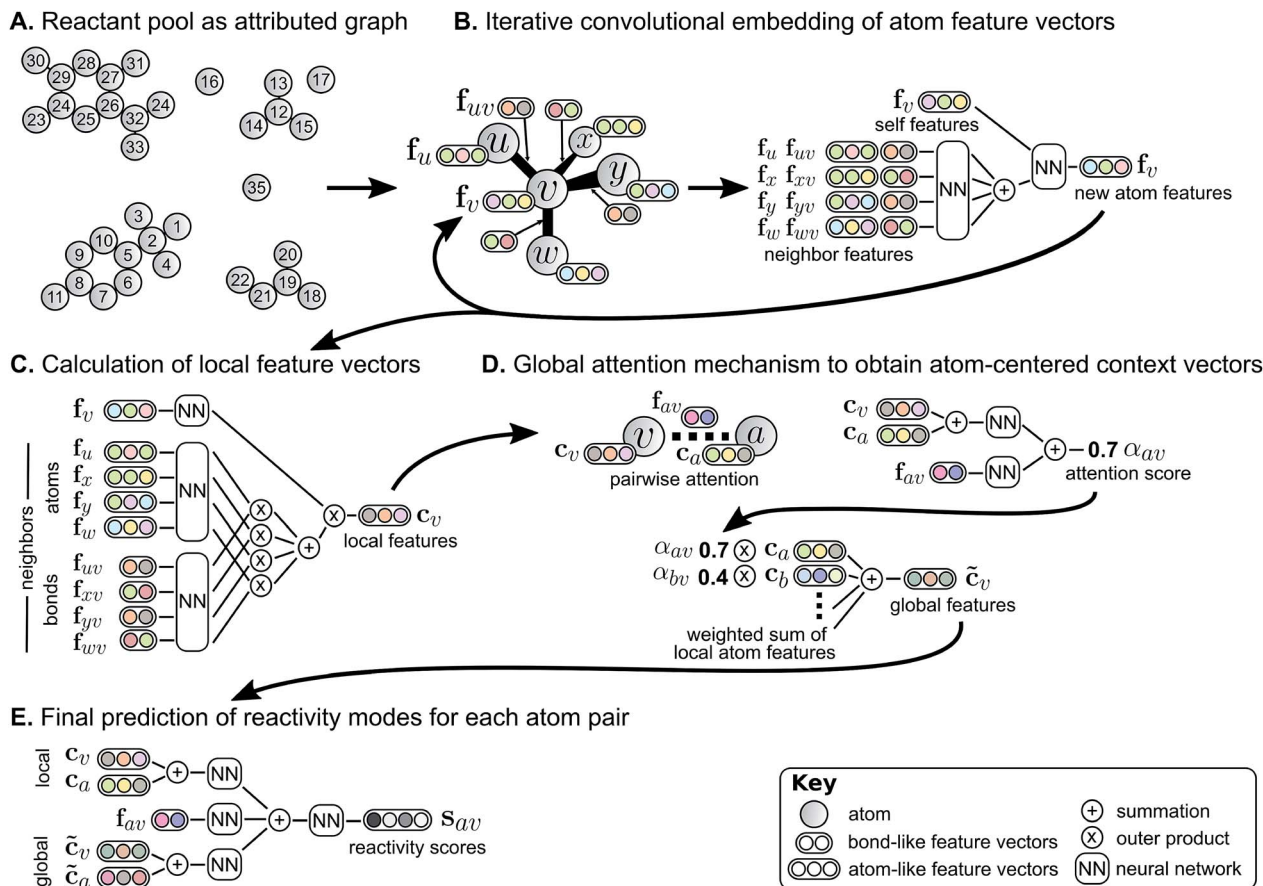 A. Reactant pool as attributed graph
30 28 31
29 27
24 26 24
23 25 32
33
16 13 17
12
14 15
35
3 1
10 2
9 5 4
8 6
11 7
20
22 19
21 18
B. Iterative convolutional embedding of atom feature vectors
f_uv
f_u u x
f_v v y
w
f_v
self features
f_u f_uv
f_x f_xv
f_y f_yv
f_w f_wv
neighbor features
NN
+
NN
f_v
new atom features
C. Calculation of local feature vectors
f_v NN
neighbors
atoms
f_u
f_x
f_y
f_w
NN
bonds
f_uv
f_xv
f_yv
f_wv
NN
x
x
x
x
+
x
c_v
local features
D. Global attention mechanism to obtain atom-centered context vectors
f_av
v a
c_v c_a
pairwise attention
c_v
c_a
+ NN
f_av NN
+ 0.7 α_av
attention score
α_av 0.7 x c_a
α_bv 0.4 x c_b
+ c̃_v
global features
weighted sum of
local atom features
E. Final prediction of reactivity modes for each atom pair
local
c_v
c_a
+ NN
f_av NN
+ NN s_av
reactivity scores
global
c̃_v
c̃_a
+ NN
Key
atom
bond-like feature vectors
atom-like feature vectors
+ summation
x outer product
NN neural network